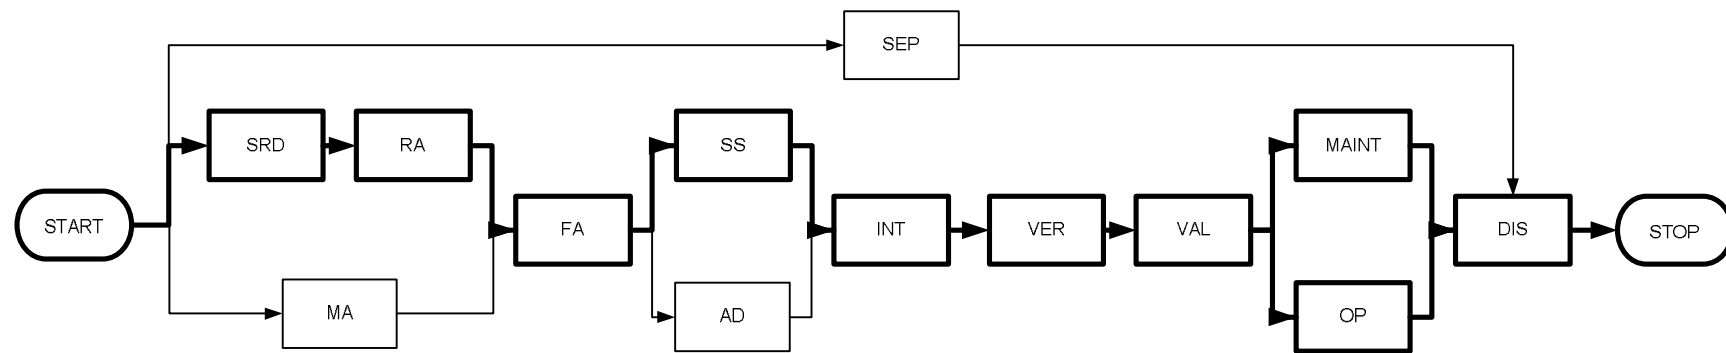 SEP
SRD
RA
SS
MAINT
START
FA
INT
VER
VAL
DIS
STOP
MA
AD
OP